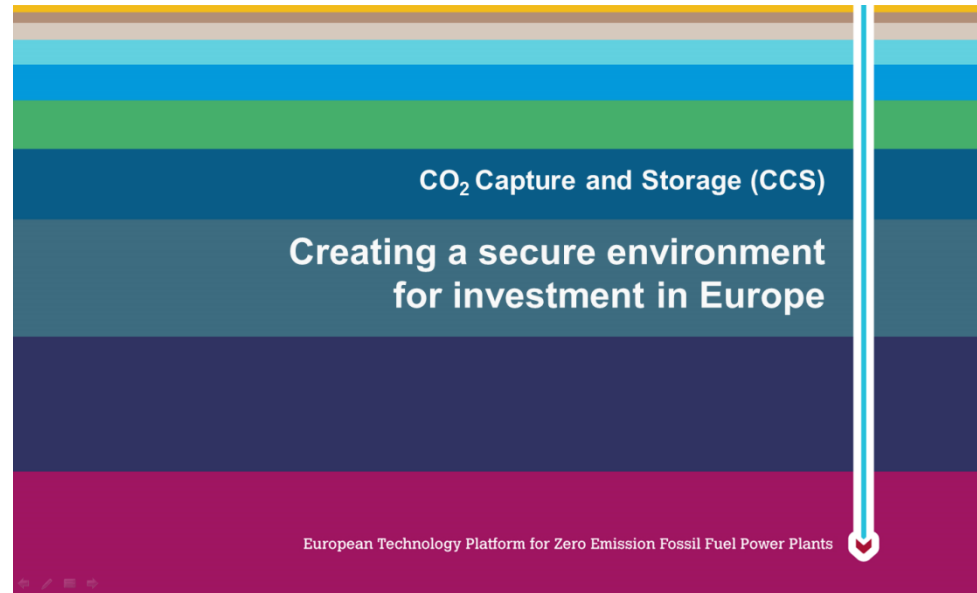 CO₂ Capture and Storage (CCS)
Creating a secure environment
for investment in Europe
European Technology Platform for Zero Emission Fossil Fuel Power Plants